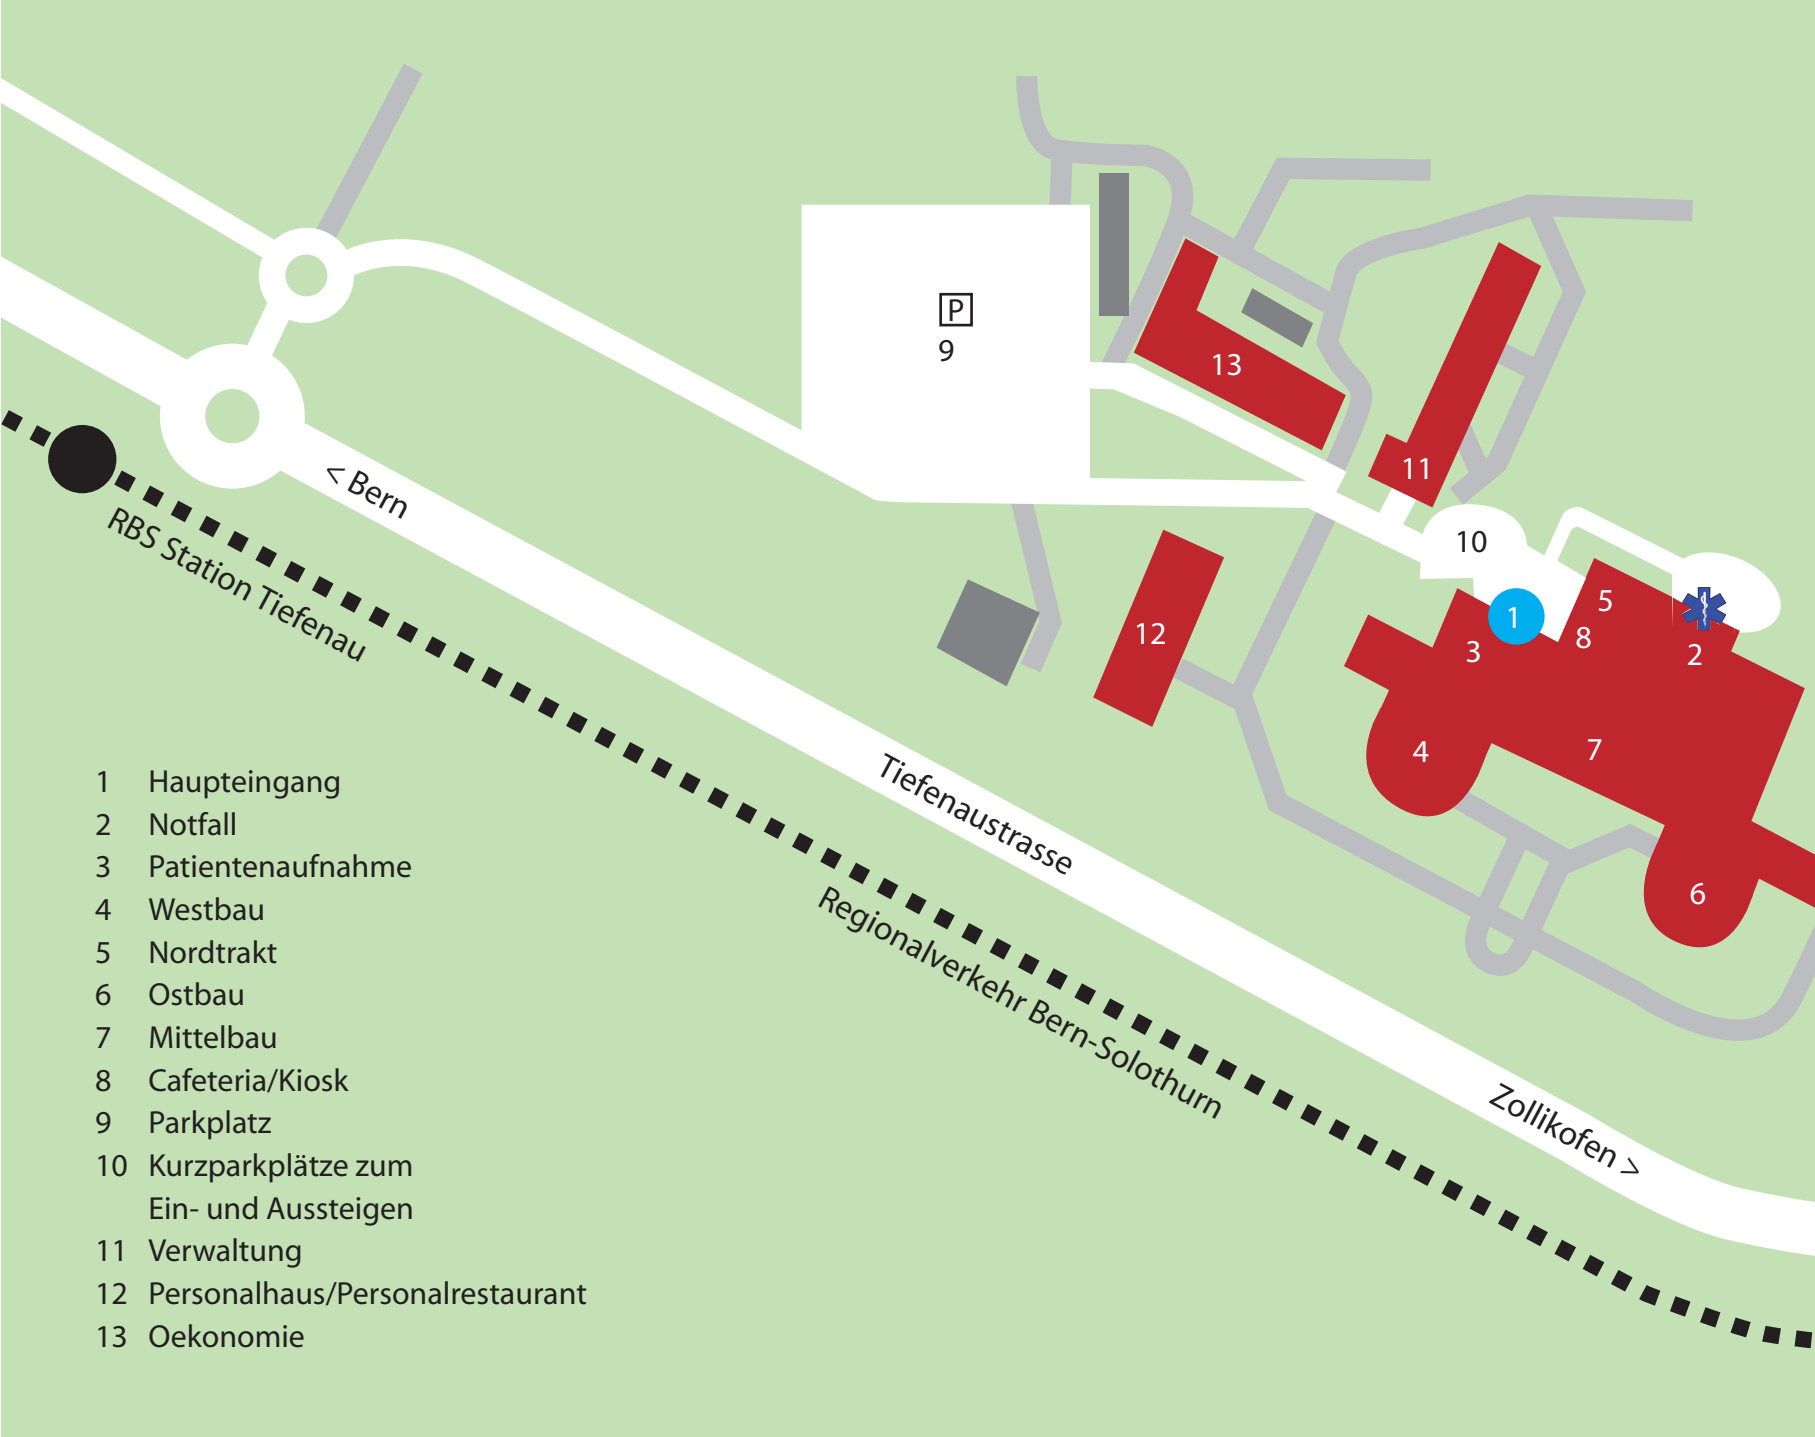 P
9
13
11
10
< Bern
1
5
8
3
2
12
RBS Station Tiefenau
4
7
6
Tiefenaustrasse
Regionalverkehr Bern-Solothurn
Zollikofen >
1 Haupteingang
2 Notfall
3 Patientenaufnahme
4 Westbau
5 Nordtrakt
6 Ostbau
7 Mittelbau
8 Cafeteria/Kiosk
9 Parkplatz
10 Kurzparkplätze zum
Ein- und Aussteigen
11 Verwaltung
12 Personalhaus/Personalrestaurant
13 Oekonomie